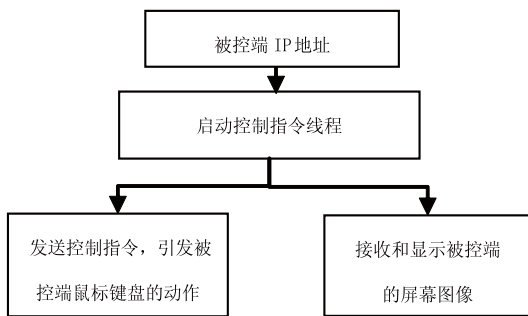 被控端 IP地址
启动控制指令线程
发送控制指令，引发被
控端鼠标键盘的动作
接收和显示被控端
的屏幕图像